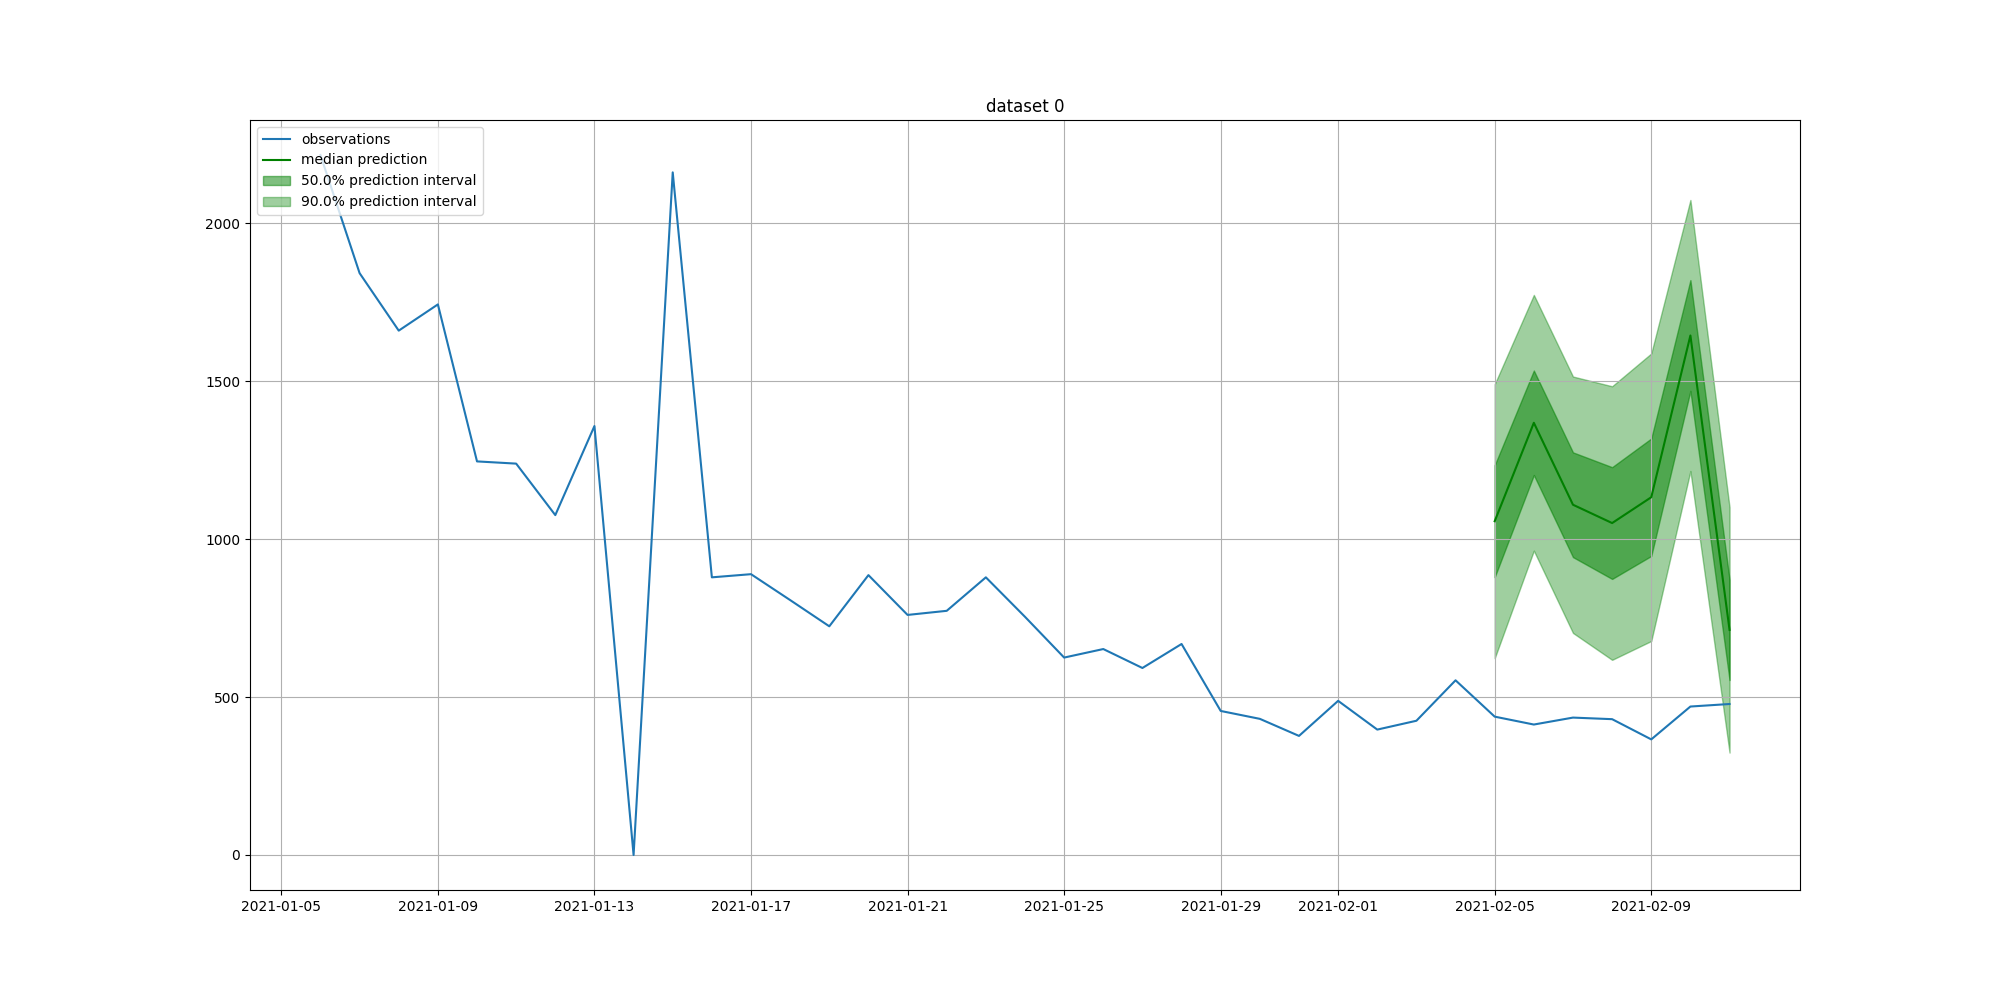 dataset 0
observations
median prediction
50.0% prediction interval
90.0% prediction interval
2000
1500
1000
500
0
2021-01-05 2021-01-09 2021-01-13 2021-01-17 2021-01-21 2021-01-25 2021-01-29 2021-02-01 2021-02-05 2021-02-09